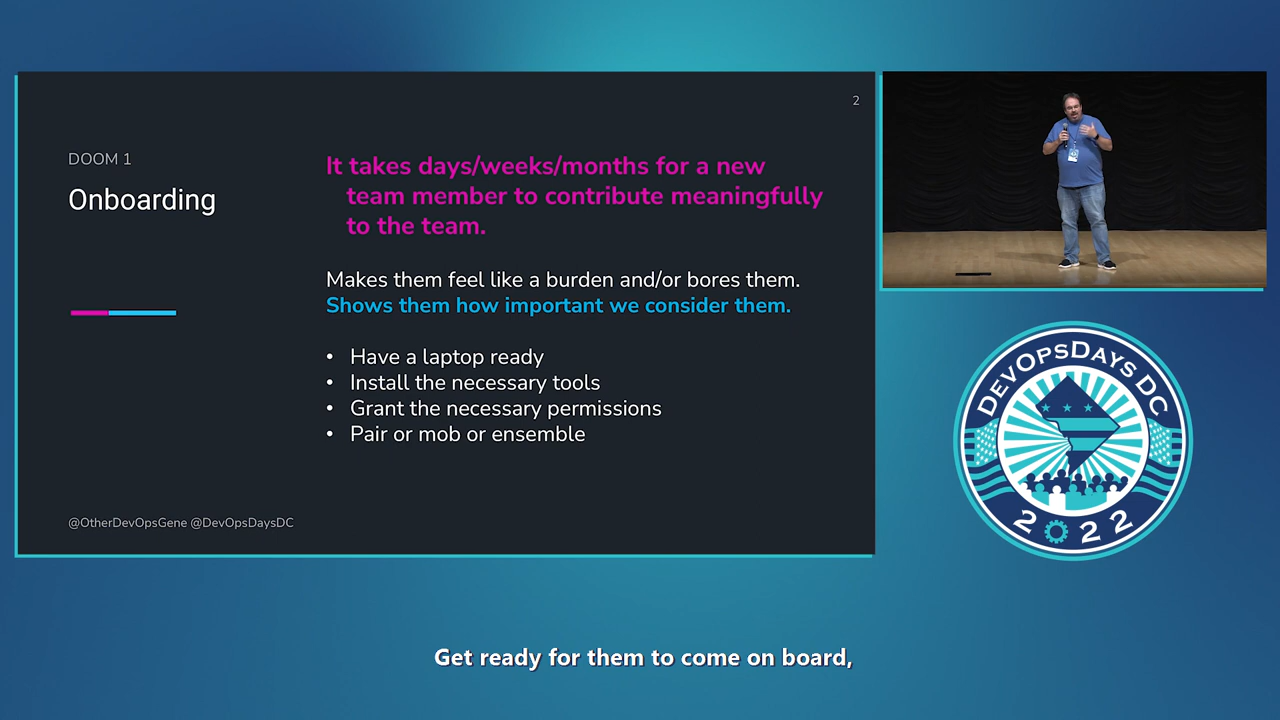 2
DOOM 1
Onboarding
It takes days/weeks/months for a new
team member to contribute meaningfully
to the team.
Makes them feel like a burden and/or bores them.
Shows them how important we consider them.
• Have a laptop ready
• Install the necessary tools
• Grant the necessary permissions
• Pair or mob or ensemble
@OtherDevOpsGene @DevOpsDaysDC
DEVOPSDAYS DC
2022
Get ready for them to come on board,